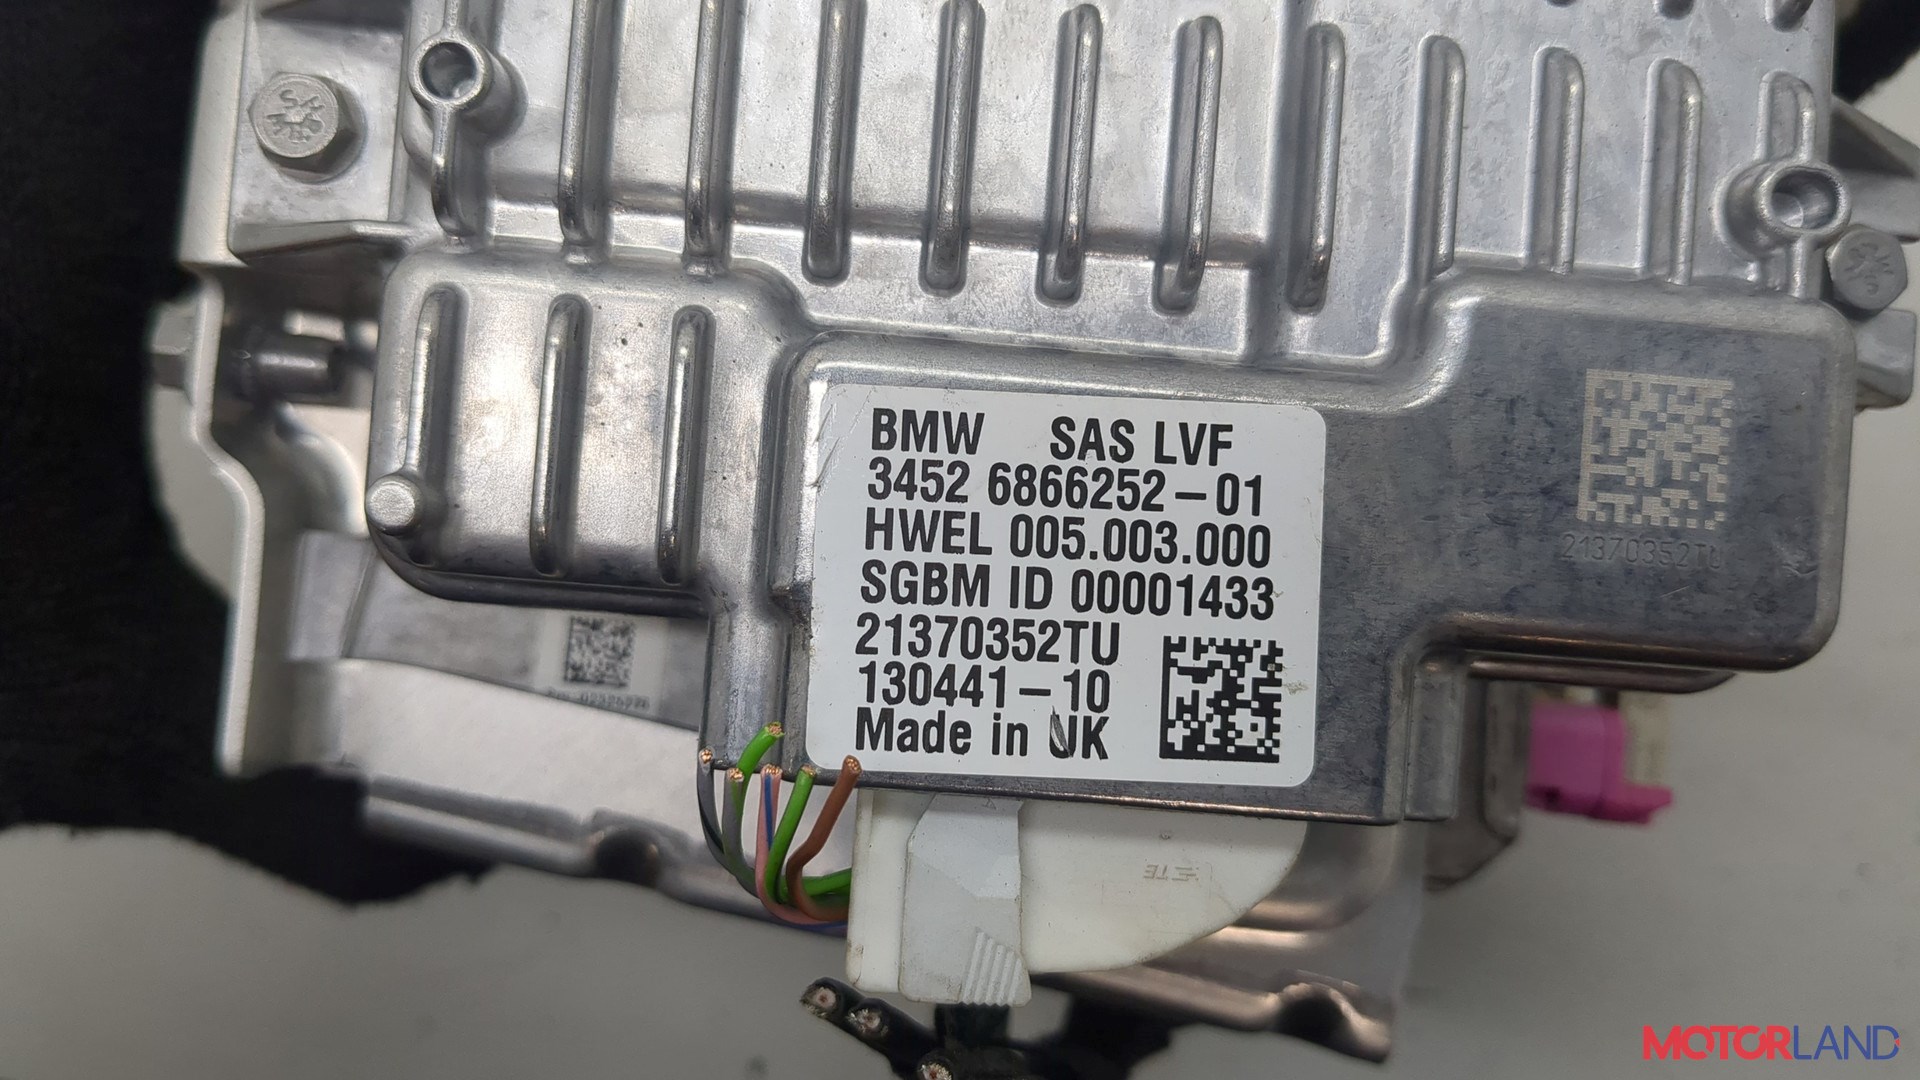 BMW SAS LVF
3452 6866252-01
HWEL 005.003.000
SGBM ID 00001433
21370352TU
130441-10
Made in UK
21370352TU
TE
MOTORLAND